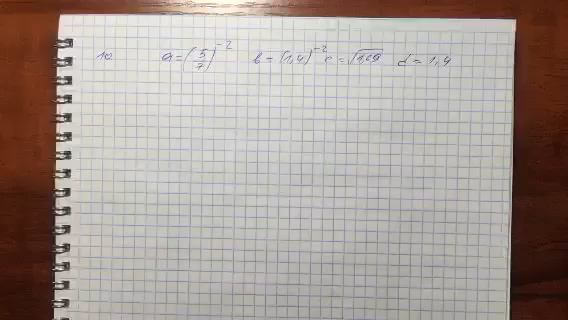 10 a = (5/7)^-2 b = (1,4)^-2 c = √1,69 d = 1,4